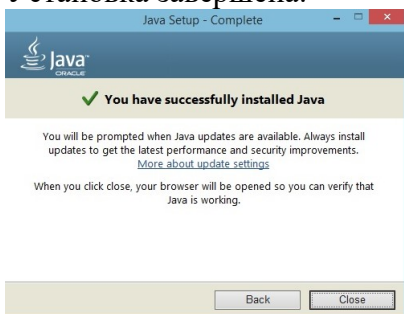 становка завершена.
Java Setup - Complete
Java
ORACLE
You have successfully installed Java
You will be prompted when Java updates are available. Always install
updates to get the latest performance and security improvements.
More about update settings
When you click close, your browser will be opened so you can verify that
Java is working.
Back
Close